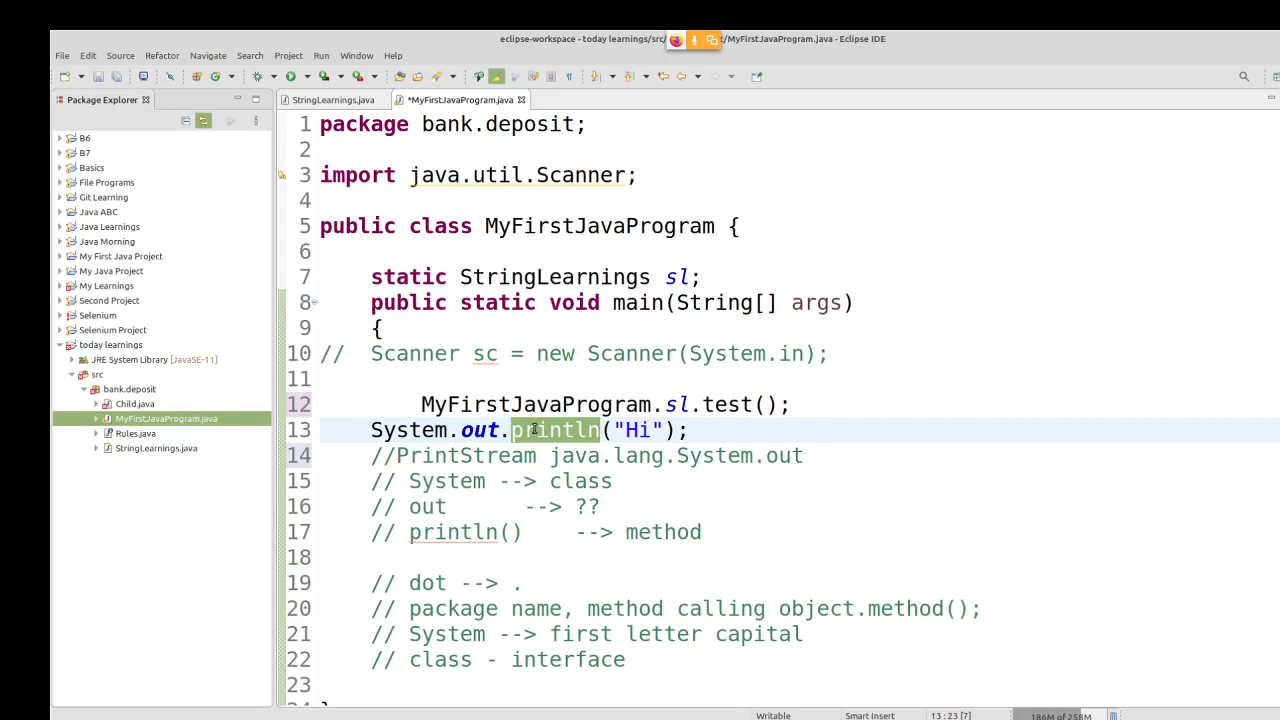 eclipse-workspace - today learnings/src/ t/MyFirstJavaProgram.java - Eclipse IDE
File Edit Source Refactor Navigate Search Project Run Window Help
Package Explorer
StringLearnings.java
*MyFirstJavaProgram.java
B6
B7
Basics
File Programs
Git Learning
Java ABC
Java Learnings
Java Morning
My First Java Project
My Java Project
My Learnings
Second Project
Selenium
Selenium Project
today learnings
JRE System Library [JavaSE-11]
src
bank.deposit
Child.java
MyFirstJavaProgram.java
Rules.java
StringLearnings.java
1 package bank.deposit;
2
3 import java.util.Scanner;
4
5 public class MyFirstJavaProgram {
6
7 static StringLearnings sl;
8 public static void main(String[] args)
9 {
10 // Scanner sc = new Scanner(System.in);
11
12 MyFirstJavaProgram.sl.test();
13 System.out.println("Hi");
14 //PrintStream java.lang.System.out
15 // System --> class
16 // out --> ??
17 // println() --> method
18
19 // dot --> .
20 // package name, method calling object.method();
21 // System --> first letter capital
22 // class - interface
23
Writable Smart Insert 13 : 23 [7] 186M of 258M